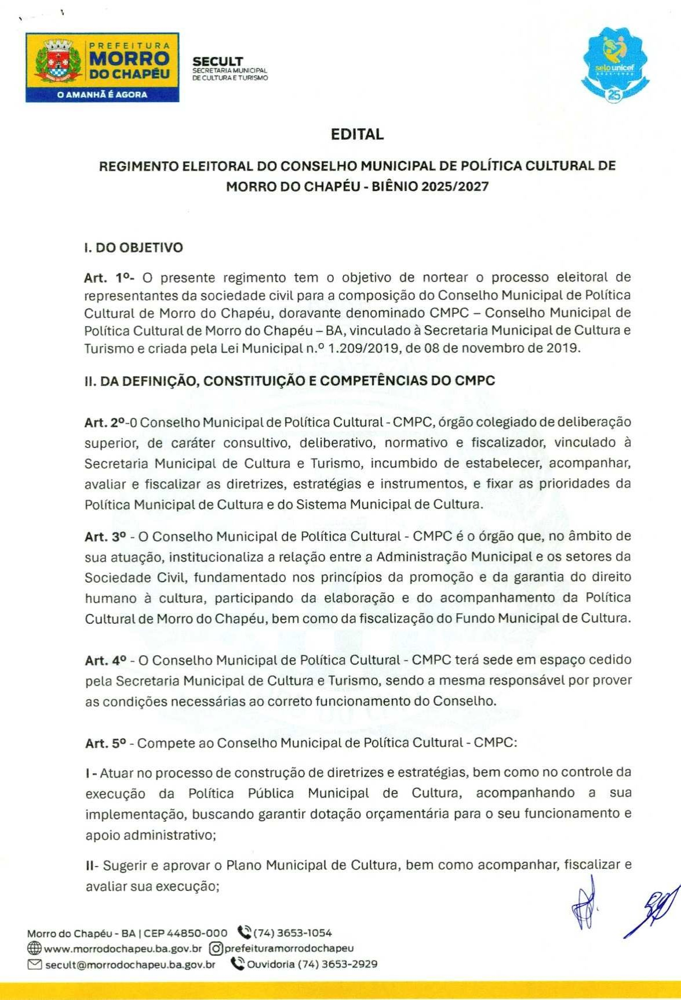 PREFEITURA
MORRO
DO CHAPÉU
O AMANHÃ É AGORA
SECULT
SECRETARIA MUNICIPAL
DE CULTURA E TURISMO
selo unicef
25
EDITAL
REGIMENTO ELEITORAL DO CONSELHO MUNICIPAL DE POLÍTICA CULTURAL DE
MORRO DO CHAPÉU - BIÊNIO 2025/2027
I. DO OBJETIVO
Art. 1º- O presente regimento tem o objetivo de nortear o processo eleitoral de
representantes da sociedade civil para a composição do Conselho Municipal de Política
Cultural de Morro do Chapéu, doravante denominado CMPC – Conselho Municipal de
Política Cultural de Morro do Chapéu – BA, vinculado à Secretaria Municipal de Cultura e
Turismo e criada pela Lei Municipal n.º 1.209/2019, de 08 de novembro de 2019.
II. DA DEFINIÇÃO, CONSTITUIÇÃO E COMPETÊNCIAS DO CMPC
Art. 2º-0 Conselho Municipal de Política Cultural - CMPC, órgão colegiado de deliberação
superior, de caráter consultivo, deliberativo, normativo e fiscalizador, vinculado à
Secretaria Municipal de Cultura e Turismo, incumbido de estabelecer, acompanhar,
avaliar e fiscalizar as diretrizes, estratégias e instrumentos, e fixar as prioridades da
Política Municipal de Cultura e do Sistema Municipal de Cultura.
Art. 3º - O Conselho Municipal de Política Cultural - CMPC é o órgão que, no âmbito de
sua atuação, institucionaliza a relação entre a Administração Municipal e os setores da
Sociedade Civil, fundamentado nos princípios da promoção e da garantia do direito
humano à cultura, participando da elaboração e do acompanhamento da Política
Cultural de Morro do Chapéu, bem como da fiscalização do Fundo Municipal de Cultura.
Art. 4º - O Conselho Municipal de Política Cultural - CMPC terá sede em espaço cedido
pela Secretaria Municipal de Cultura e Turismo, sendo a mesma responsável por prover
as condições necessárias ao correto funcionamento do Conselho.
Art. 5º - Compete ao Conselho Municipal de Política Cultural - CMPC:
I - Atuar no processo de construção de diretrizes e estratégias, bem como no controle da
execução da Política Pública Municipal de Cultura, acompanhando a sua
implementação, buscando garantir dotação orçamentária para o seu funcionamento e
apoio administrativo;
II- Sugerir e aprovar o Plano Municipal de Cultura, bem como acompanhar, fiscalizar e
avaliar sua execução;
Morro do Chapéu - BA | CEP 44850-000 (74) 3653-1054
www.morrodochapeu.ba.gov.br prefeituramorrodochapeu
secult@morrodochapeu.ba.gov.br Ouvidoria (74) 3653-2929